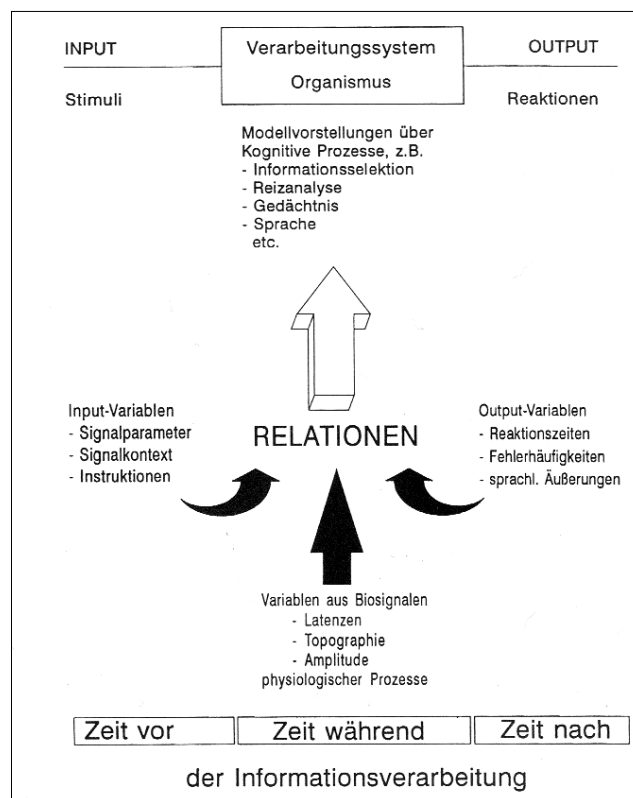 INPUT
Verarbeitungssystem
Organismus
OUTPUT
Stimuli
Reaktionen
Modellvorstellungen über
Kognitive Prozesse, z.B.
- Informationsselektion
- Reizanalyse
- Gedächtnis
- Sprache
etc.
Input-Variablen
- Signalparameter
- Signalkontext
- Instruktionen
RELATIONEN
Output-Variablen
- Reaktionszeiten
- Fehlerhäufigkeiten
- sprachl. Äußerungen
Variablen aus Biosignalen
- Latenzen
- Topographie
- Amplitude
physiologischer Prozesse
Zeit vor
Zeit während
Zeit nach
der Informationsverarbeitung